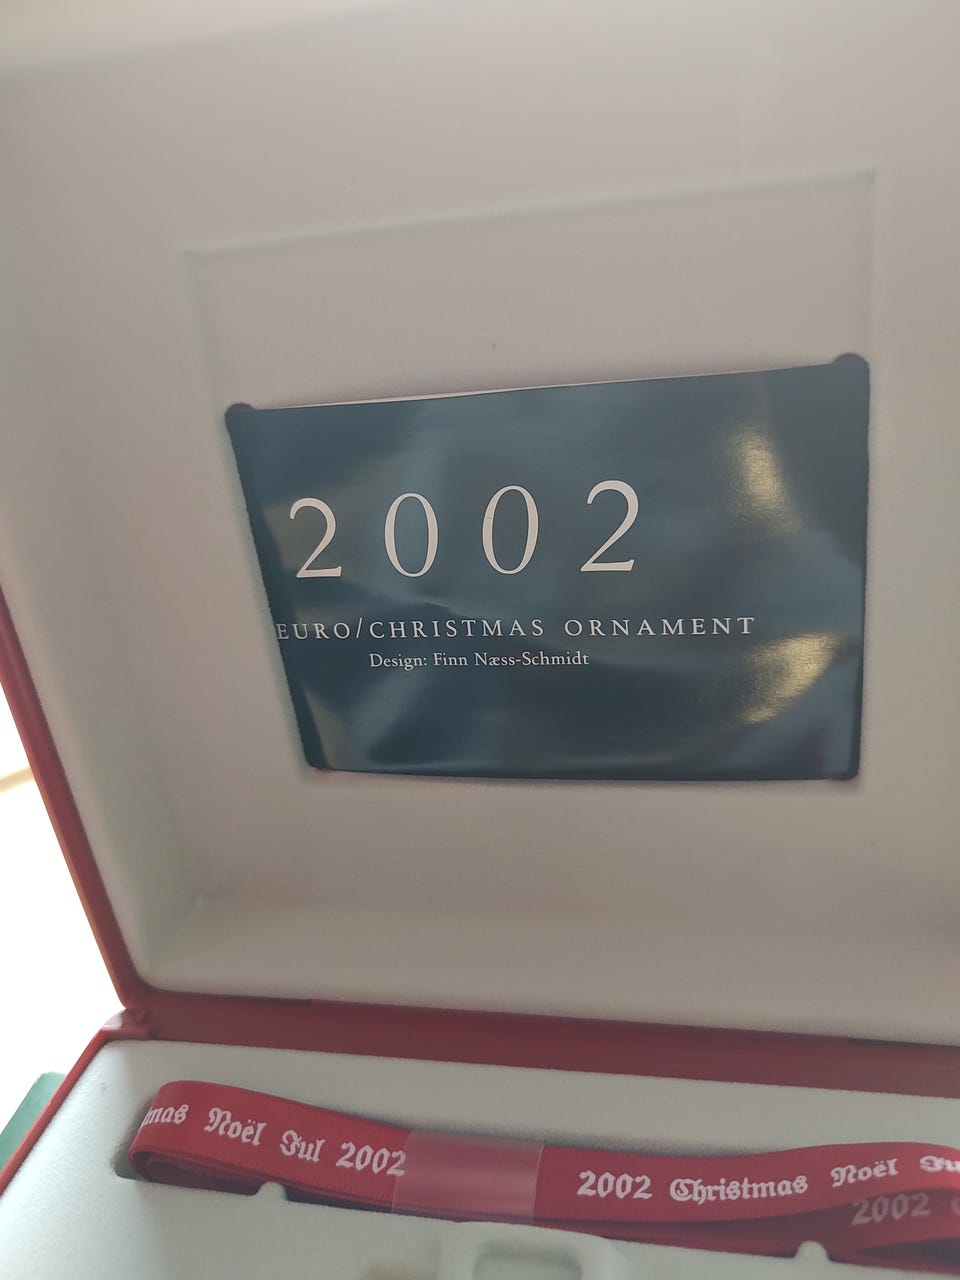 2002
EURO/CHRISTMAS ORNAMENT
Design: Finn Næss-Schmidt
Noël Jul 2002
2002 Christmas Noël
2002